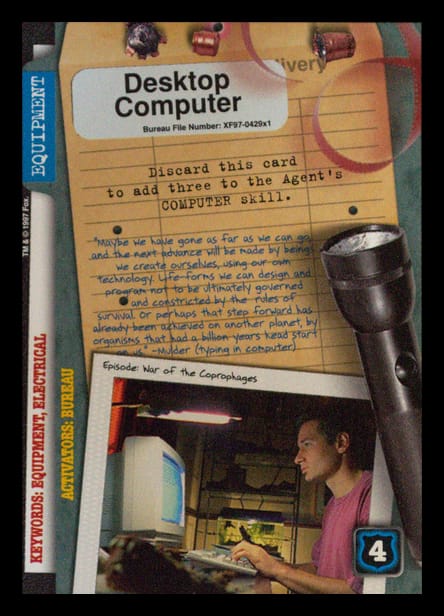 livery
Desktop
Computer
Bureau File Number: XF97-0429x1
Discard this card
to add three to the Agent's
COMPUTER skill.
"Maybe we have gone as far as we can go,
and the next advance will be made by beings
we create ourselves, using our own
technology. Life forms we can design and
program not to be ultimately governed
and constricted by the rules of
survival. Or perhaps that step forward has
already been achieved on another planet, by
organisms that had a billion years head start
on us." -Mulder (typing in computer)
Episode: War of the Coprophages
EQUIPMENT
TM & © 1997 Fox.
KEYWORDS: EQUIPMENT, ELECTRICAL
ACTIVATORS: BUREAU
4